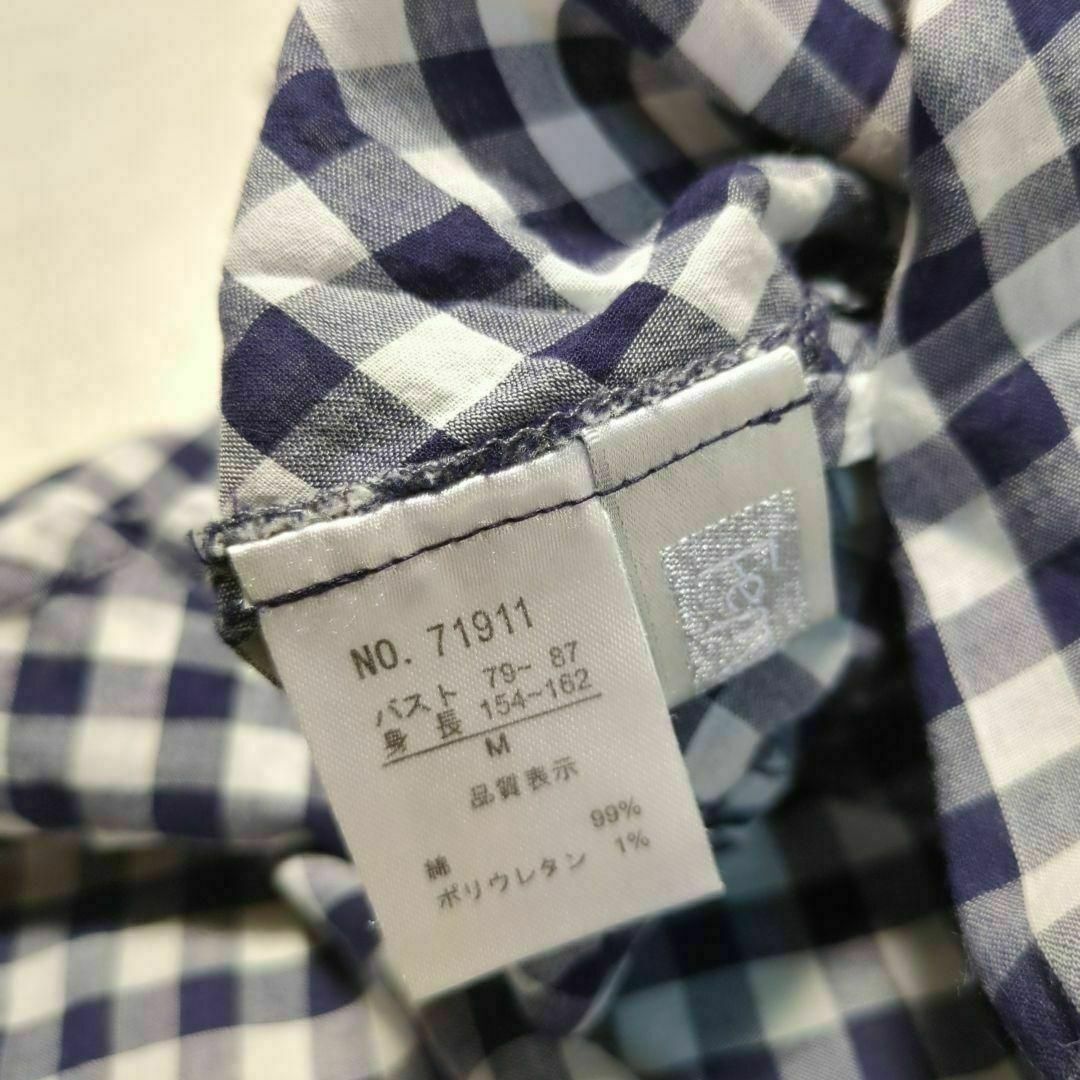 NO. 71911
バスト 79~ 87
身 長 154~162
M
品質表示
綿 99%
ポリウレタン 1%